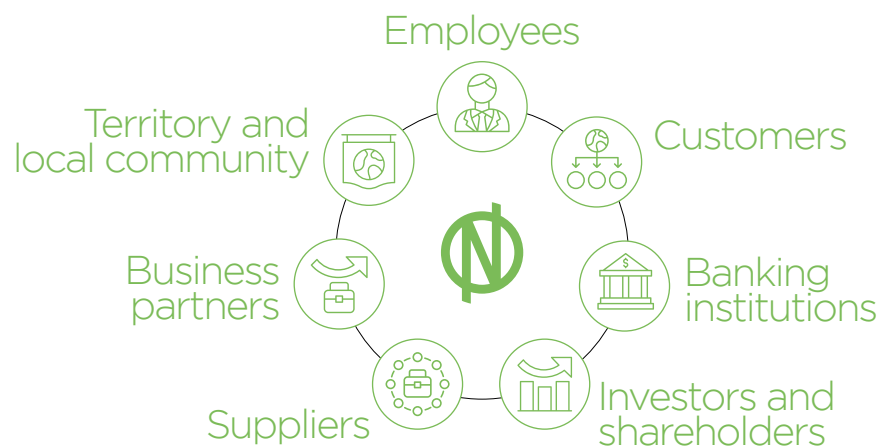 Employees
Territory and
local community
Customers
Business
partners
Banking
institutions
Suppliers
Investors and
shareholders
$